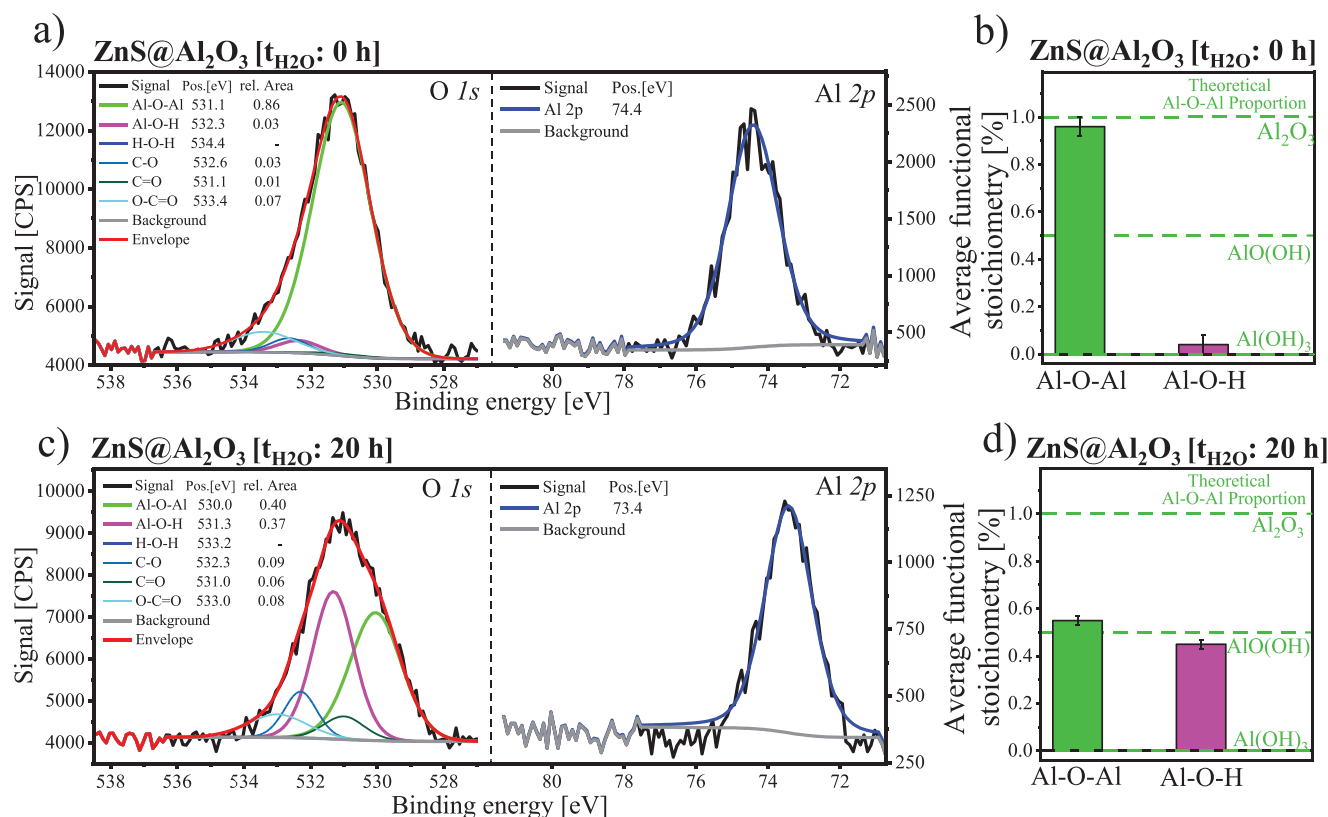 a)
ZnS@Al₂O₃ [t_H2O: 0 h]
14000
12000
10000
8000
6000
4000
Signal [CPS]
Signal Pos.[eV] rel. Area
Al-O-Al 531.1 0.86
Al-O-H 532.3 0.03
H-O-H 534.4 -
C-O 532.6 0.03
C=O 531.1 0.01
O-C=O 533.4 0.07
Background
Envelope
O 1s
538 536 534 532 530 528
Signal Pos.[eV]
Al 2p 74.4
Background
Al 2p
2500
2000
1500
1000
500
80 78 76 74 72
Binding energy [eV]
b)
ZnS@Al₂O₃ [t_H2O: 0 h]
Average functional
stoichiometry [%]
1.0
0.8
0.6
0.4
0.2
0.0
Theoretical
Al-O-Al Proportion
Al₂O₃
AlO(OH)
Al(OH)₃
Al-O-Al Al-O-H
c)
ZnS@Al₂O₃ [t_H2O: 20 h]
10000
9000
8000
7000
6000
5000
4000
Signal [CPS]
Signal Pos.[eV] rel. Area
Al-O-Al 530.0 0.40
Al-O-H 531.3 0.37
H-O-H 533.2 -
C-O 532.3 0.09
C=O 531.0 0.06
O-C=O 533.0 0.08
Background
Envelope
O 1s
538 536 534 532 530 528
Signal Pos.[eV]
Al 2p 73.4
Background
Al 2p
1250
1000
750
500
250
80 78 76 74 72
Binding energy [eV]
d)
ZnS@Al₂O₃ [t_H2O: 20 h]
Average functional
stoichiometry [%]
1.0
0.8
0.6
0.4
0.2
0.0
Theoretical
Al-O-Al Proportion
Al₂O₃
AlO(OH)
Al(OH)₃
Al-O-Al Al-O-H